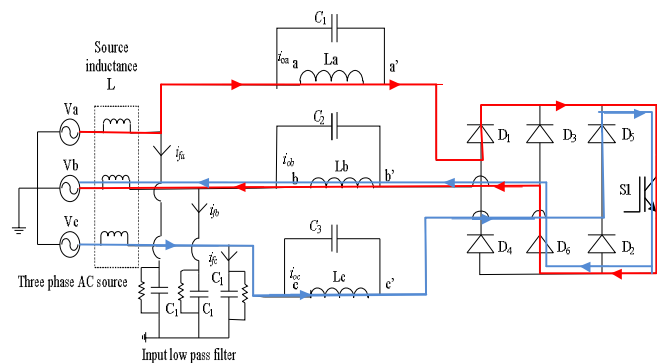 C1
Source
inductance
L
ioa
a
La
a'
Va
C2
D1
D3
D5
ifa
iob
b
Lb
b'
S1
Vb
ifb
C3
Vc
ifc
ioc
c
Lc
c'
D4
D6
D2
Three phase AC source
C1
C1
C1
Input low pass filter